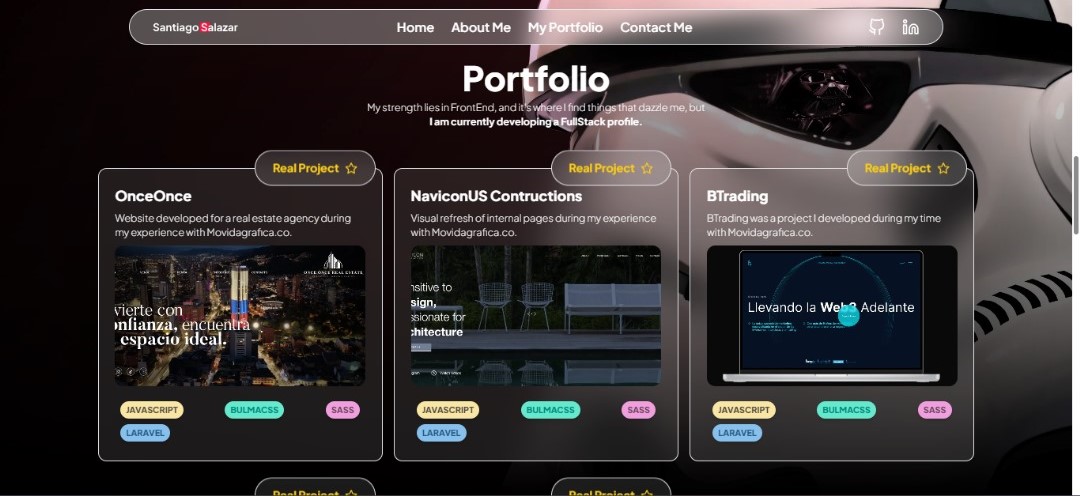 Santiago Salazar
Home About Me My Portfolio Contact Me
Portfolio
My strength lies in FrontEnd, and it's where I find things that dazzle me, but
I am currently developing a FullStack profile.
Real Project
OnceOnce
Website developed for a real estate agency during
my experience with Movidagrafica.co.
ONCE ONCE REAL ESTATE
vierte con
onfianza, encuentra
espacio ideal.
JAVASCRIPT BULMACSS SASS
LARAVEL
Real Project
NaviconUS Contructions
Visual refresh of internal pages during my experience
with Movidagrafica.co.
nsitive to
sign,
ssionate for
chitecture
JAVASCRIPT BULMACSS SASS
LARAVEL
Real Project
BTrading
BTrading was a project I developed during my time
with Movidagrafica.co.
Llevando la Web3 Adelante
JAVASCRIPT BULMACSS SASS
LARAVEL
Real Project
Real Project